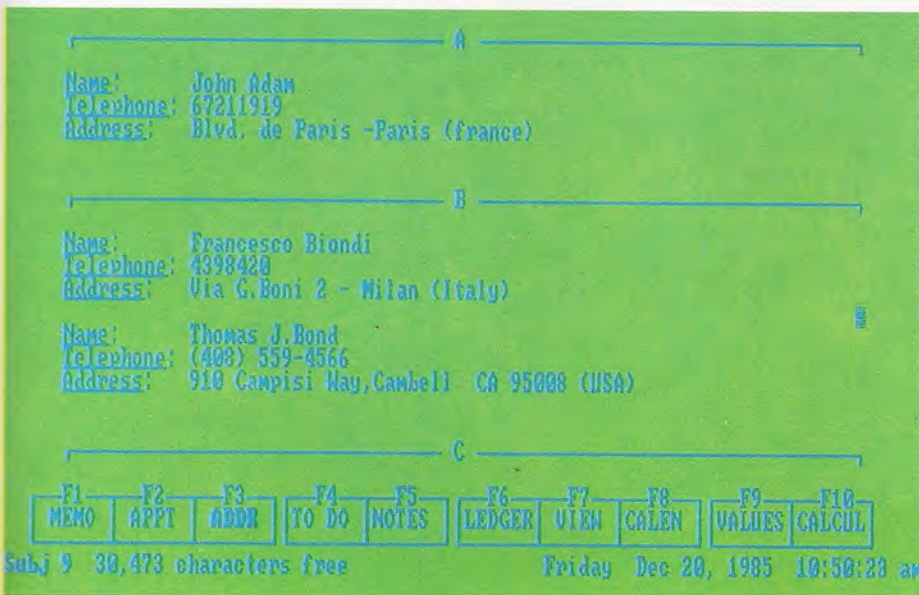 A
Name: John Adam
Telephone: 67211919
Address: Blvd. de Paris -Paris (france)
B
Name: Francesco Biondi
Telephone: 4398420
Address: Via G.Boni 2 - Milan (Italy)
Name: Thomas J.Bond
Telephone: (408) 559-4566
Address: 910 Campisi Way,Cambell CA 95008 (USA)
C
F1 F2 F3 F4 F5 F6 F7 F8 F9 F10
MEMO APPT ADDR TO DO NOTES LEDGER VIEW CALEN VALUES CALCUL
Subj 9 30,473 characters free Friday Dec 20, 1985 10:50:23 am